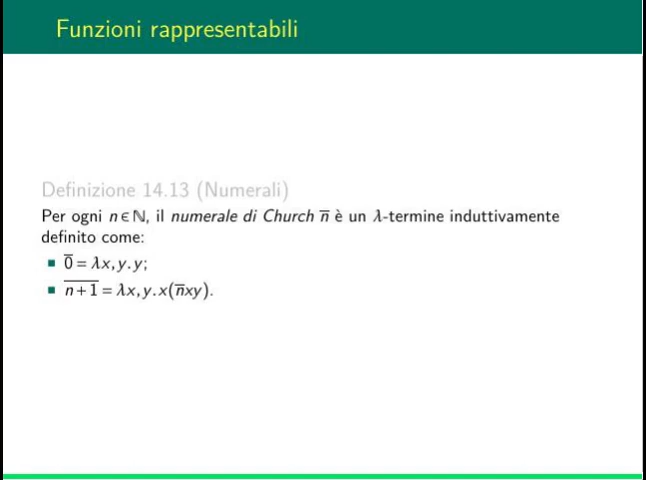 Funzioni rappresentabili
Definizione 14.13 (Numerali)
Per ogni n ∈ ℕ, il numerale di Church n̅ è un λ-termine induttivamente
definito come:
▪ 0̅ = λx, y. y;
▪ n̅+̅1̅ = λx, y. x(n̅xy).